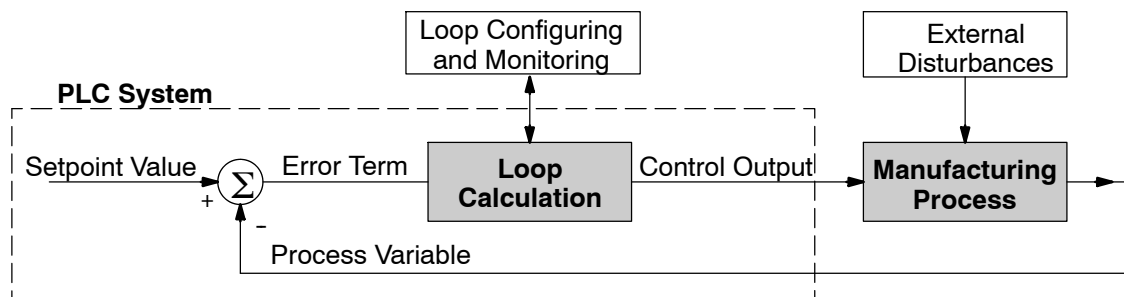 Loop Configuring
and Monitoring
External
Disturbances
PLC System
Setpoint Value
+
Σ
−
Error Term
Loop
Calculation
Control Output
Manufacturing
Process
Process Variable